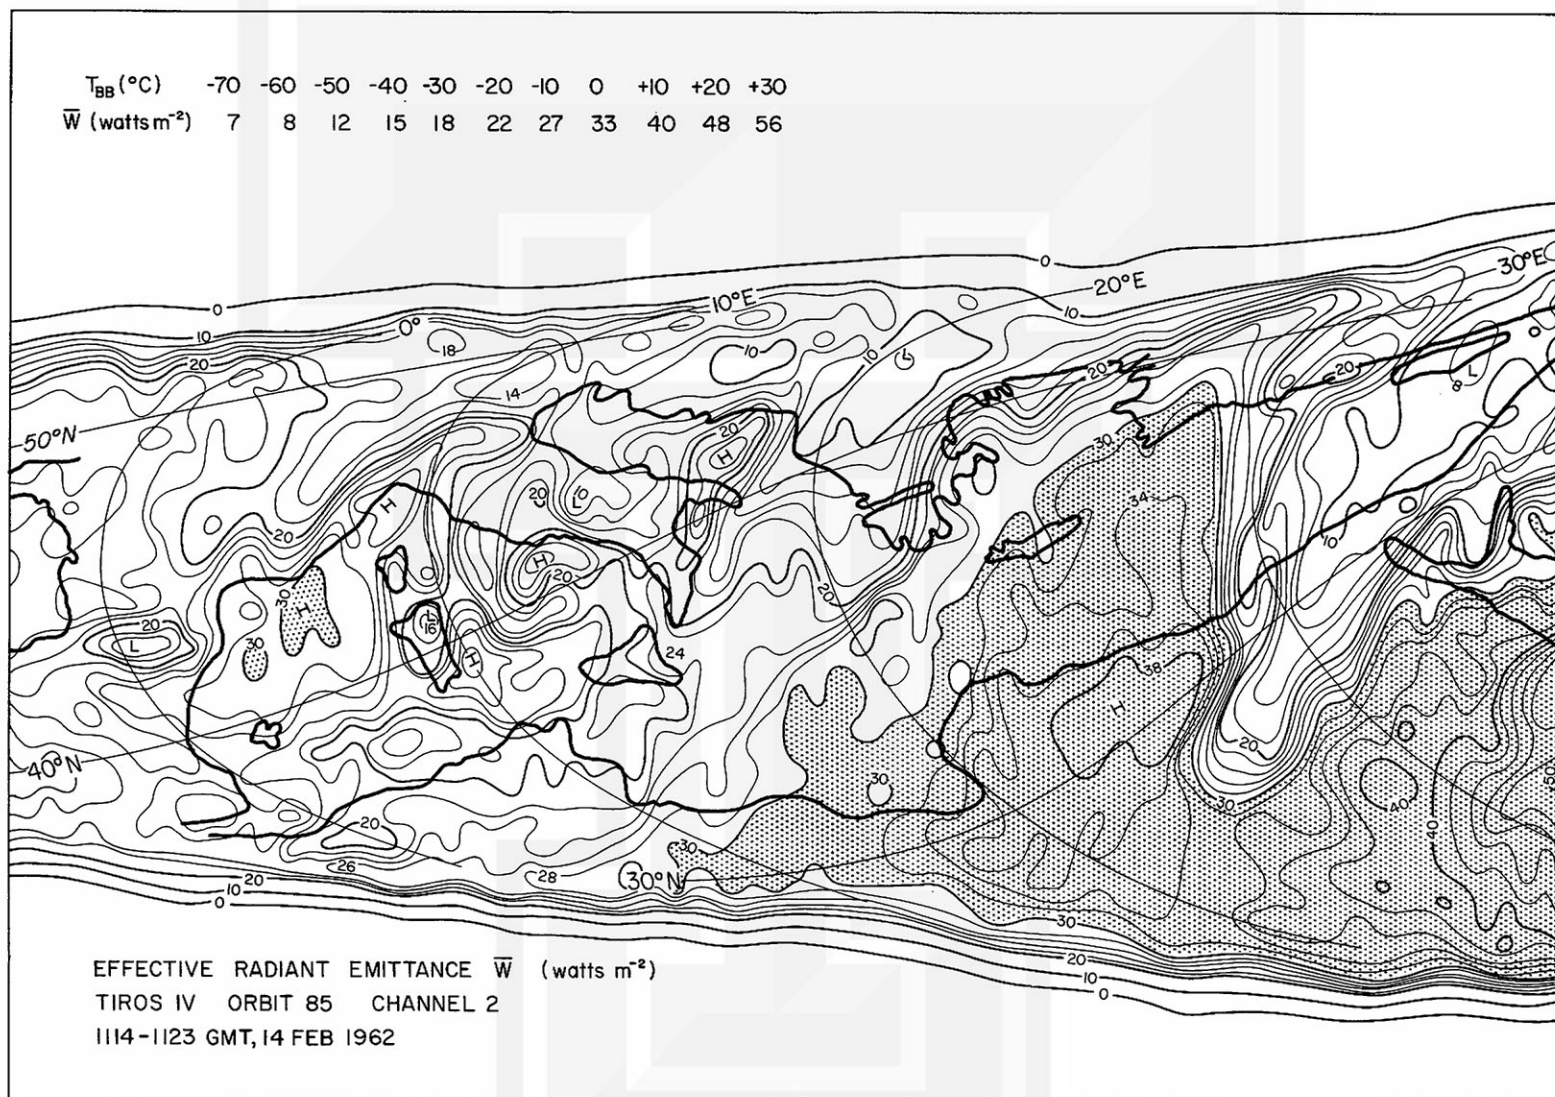 T_BB (°C) -70 -60 -50 -40 -30 -20 -10 0 +10 +20 +30
W̅ (watts m⁻²) 7 8 12 15 18 22 27 33 40 48 56
0
30°E
20°E
0
10°E
10
0°
10
20
18
10
10
20
20
L
8
14
50°N
20
H
30
20
10
L
34
H
20
10
H
20
30
H
20
L
30
L
16
H
24
20
38
H
40°N
20
30
30
40
50
40
20
26
28
30
30°N
20
10
0
30
20
10
0
EFFECTIVE RADIANT EMITTANCE W̅ (watts m⁻²)
TIROS IV ORBIT 85 CHANNEL 2
1114-1123 GMT, 14 FEB 1962